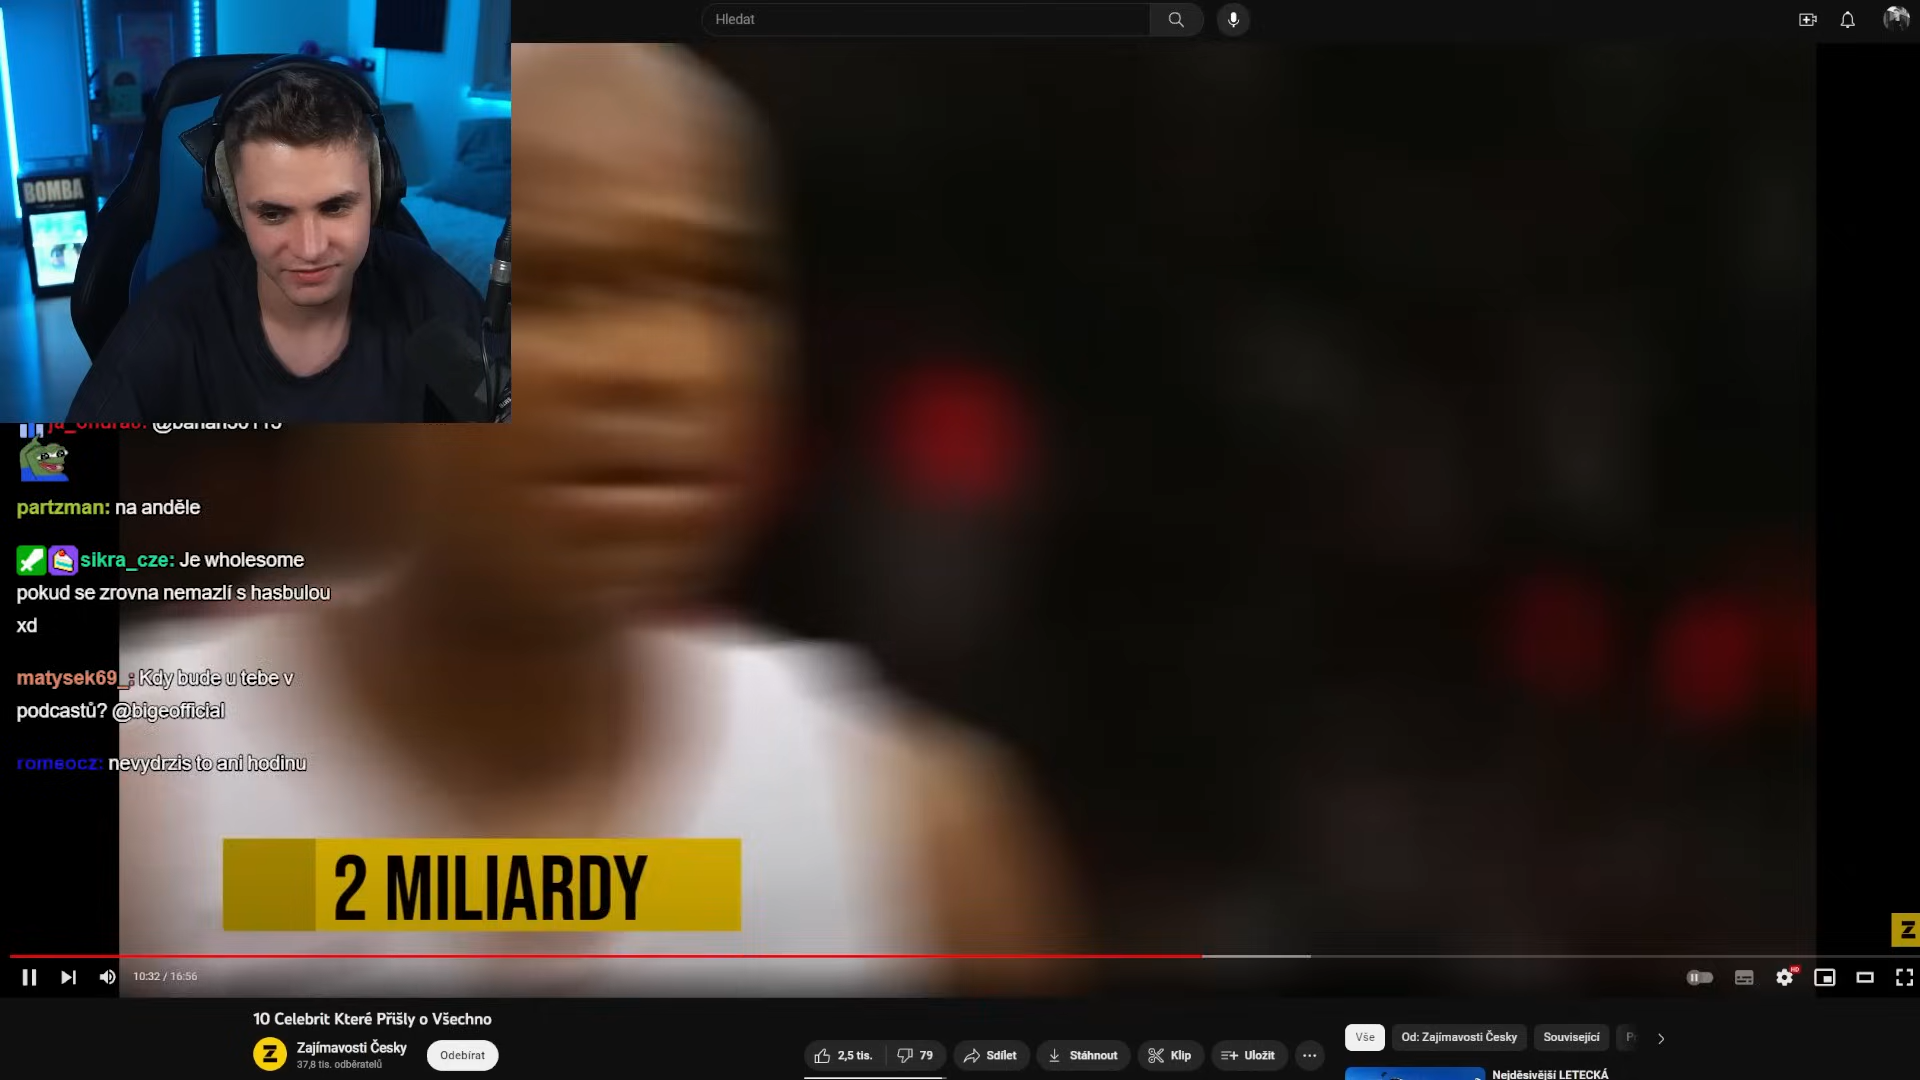 Hledat
BOMBA
ja_ondra6: @banan50115
partzman: na anděle
sikra_cze: Je wholesome
pokud se zrovna nemazlí s hasbulou
xd
matysek69_: Kdy bude u tebe v
podcastů? @bigeofficial
romeocz: nevydrzis to ani hodinu
2 MILIARDY
Z
10:32 / 16:56
HD
10 Celebrit Které Přišly o Všechno
Z
Zajímavosti Česky
37,8 tis. odběratelů
Odebírat
2,5 tis.
79
Sdílet
Stáhnout
Klip
Uložit
Vše
Od: Zajímavosti Česky
Související
Nejděsivější LETECKÁ